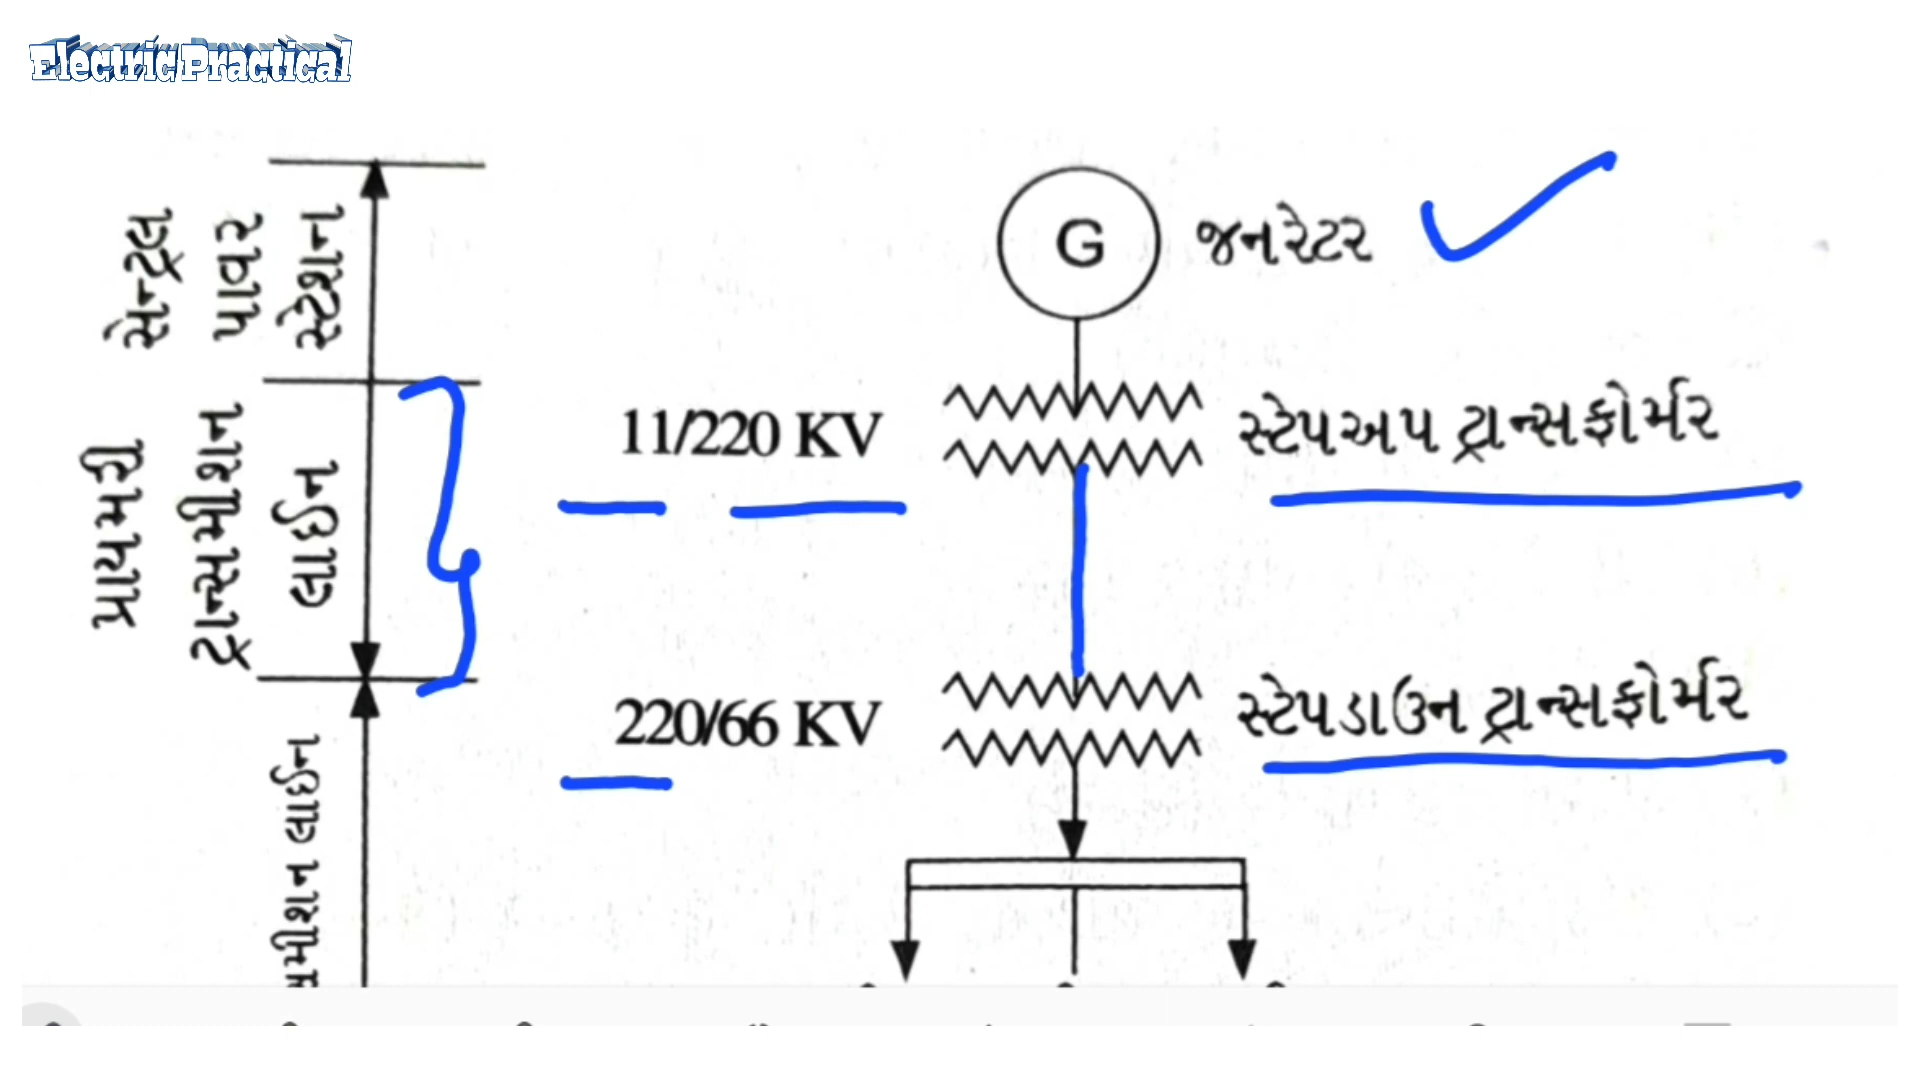 Electric Practical
સેન્ટ્રલ
પાવર
સ્ટેશન
G
જનરેટર
11/220 KV
સ્ટેપઅપ ટ્રાન્સફોર્મર
પ્રાયમરી
ટ્રાન્સમીશન
લાઈન
220/66 KV
સ્ટેપડાઉન ટ્રાન્સફોર્મર
લાઈન